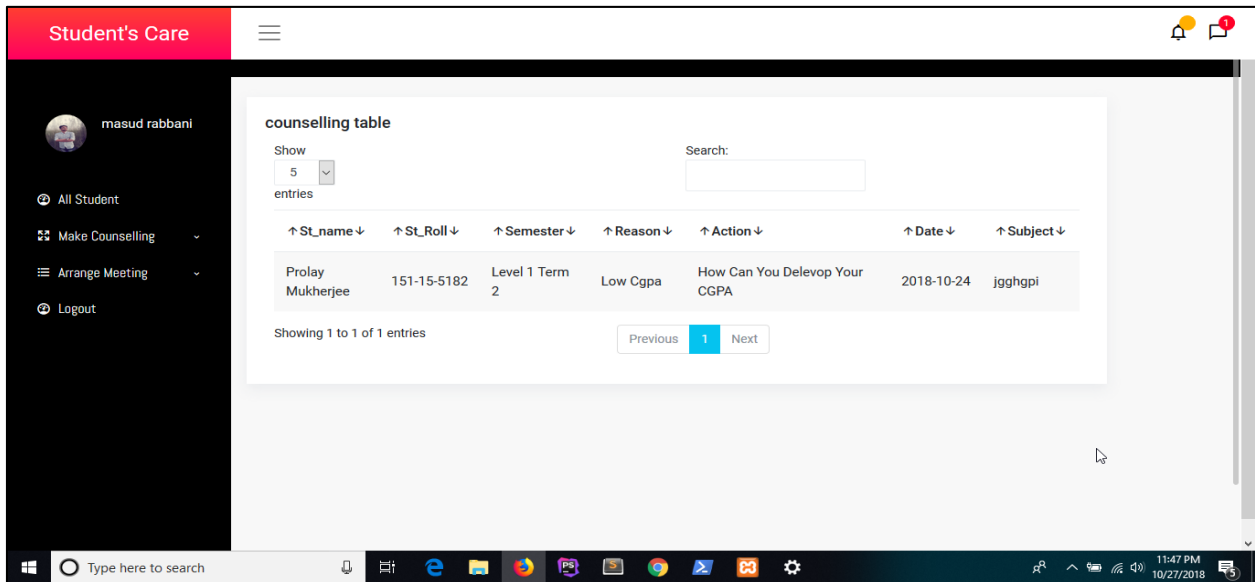 Student's Care
1
masud rabbani
All Student
Make Counselling
Arrange Meeting
Logout
counselling table
Show
5
entries
Search:
↑St_name↓ ↑St_Roll↓ ↑Semester↓ ↑Reason↓ ↑Action↓ ↑Date↓ ↑Subject↓
Prolay Mukherjee 151-15-5182 Level 1 Term 2 Low Cgpa How Can You Delevop Your CGPA 2018-10-24 jgghgpi
Showing 1 to 1 of 1 entries
Previous 1 Next
Type here to search
PS
S
11:47 PM
10/27/2018
5